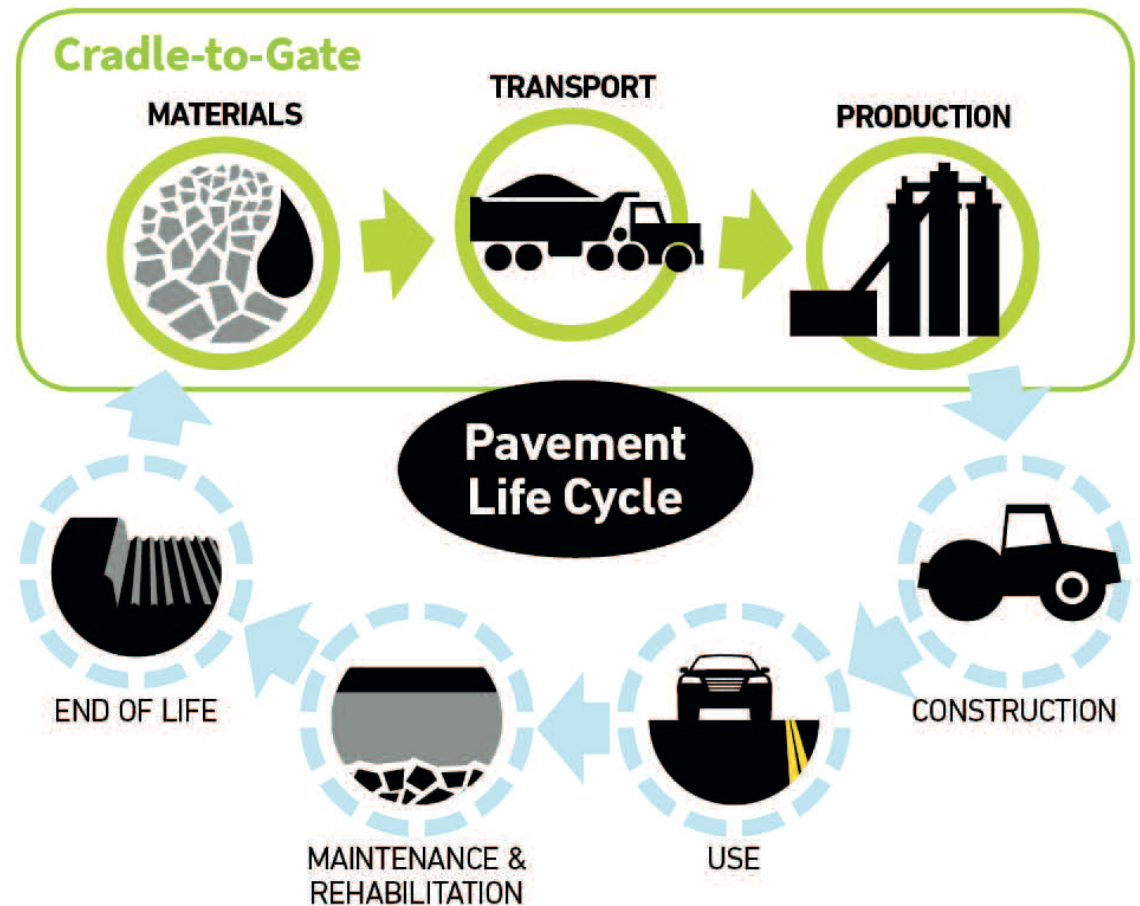 Cradle-to-Gate
MATERIALS
TRANSPORT
PRODUCTION
Pavement
Life Cycle
CONSTRUCTION
USE
MAINTENANCE &
REHABILITATION
END OF LIFE